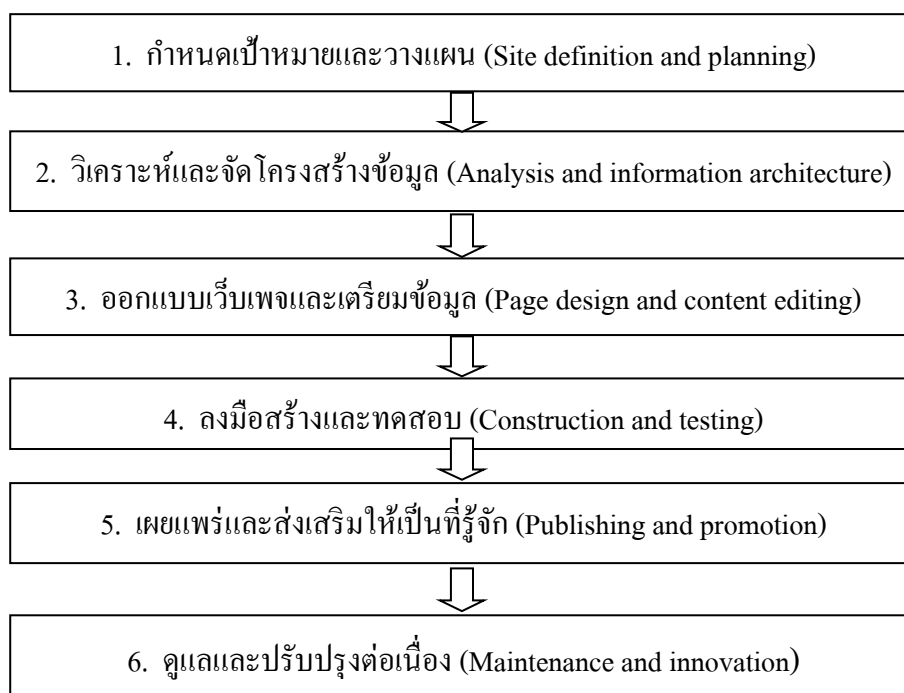 1. กำหนดเป้าหมายและวางแผน (Site definition and planning)
2. วิเคราะห์และจัดโครงสร้างข้อมูล (Analysis and information architecture)
3. ออกแบบเว็บเพจและเตรียมข้อมูล (Page design and content editing)
4. ลงมือสร้างและทดสอบ (Construction and testing)
5. เผยแพร่และส่งเสริมให้เป็นที่รู้จัก (Publishing and promotion)
6. ดูแลและปรับปรุงต่อเนื่อง (Maintenance and innovation)